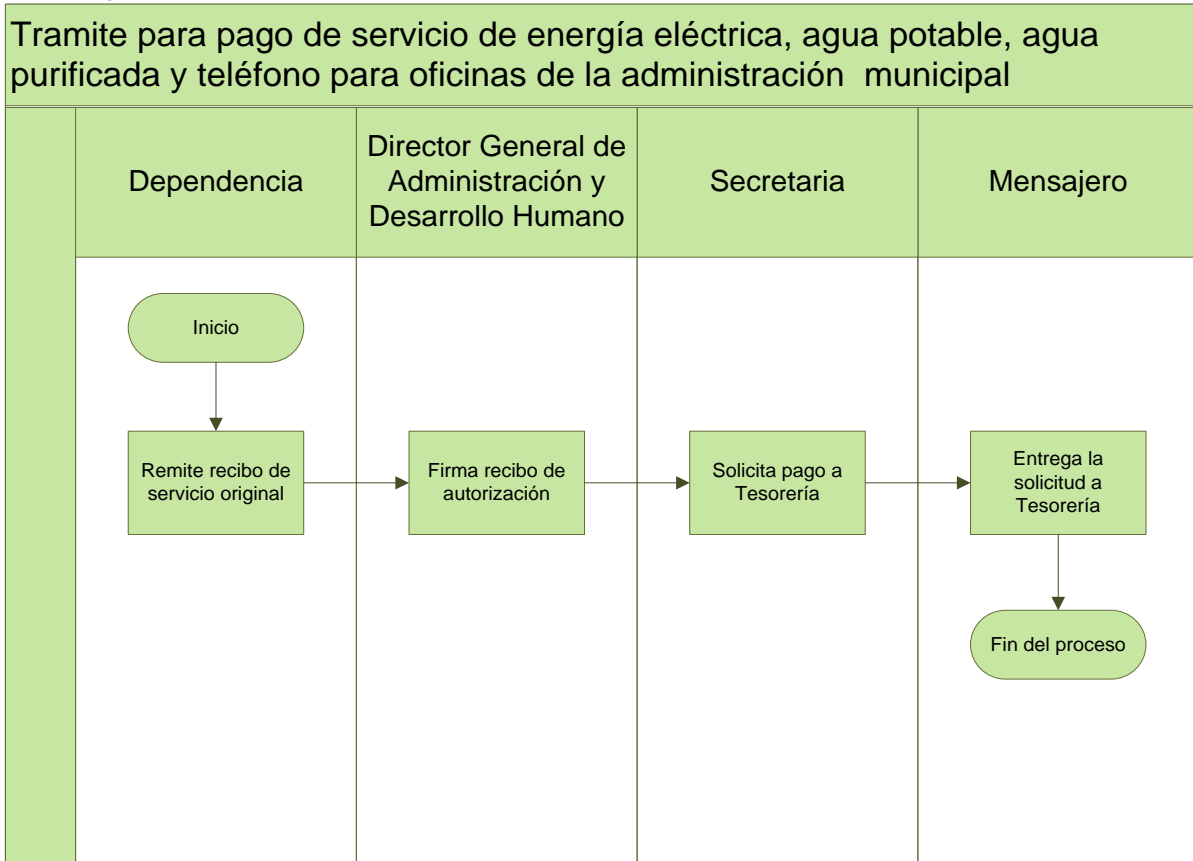 Tramite para pago de servicio de energía eléctrica, agua potable, agua
purificada y teléfono para oficinas de la administración  municipal
Dependencia
Director General de
Administración y
Desarrollo Humano
Secretaria
Mensajero
Inicio
Remite recibo de
servicio original
Firma recibo de
autorización
Solicita pago a
Tesorería
Entrega la
solicitud a
Tesorería
Fin del proceso